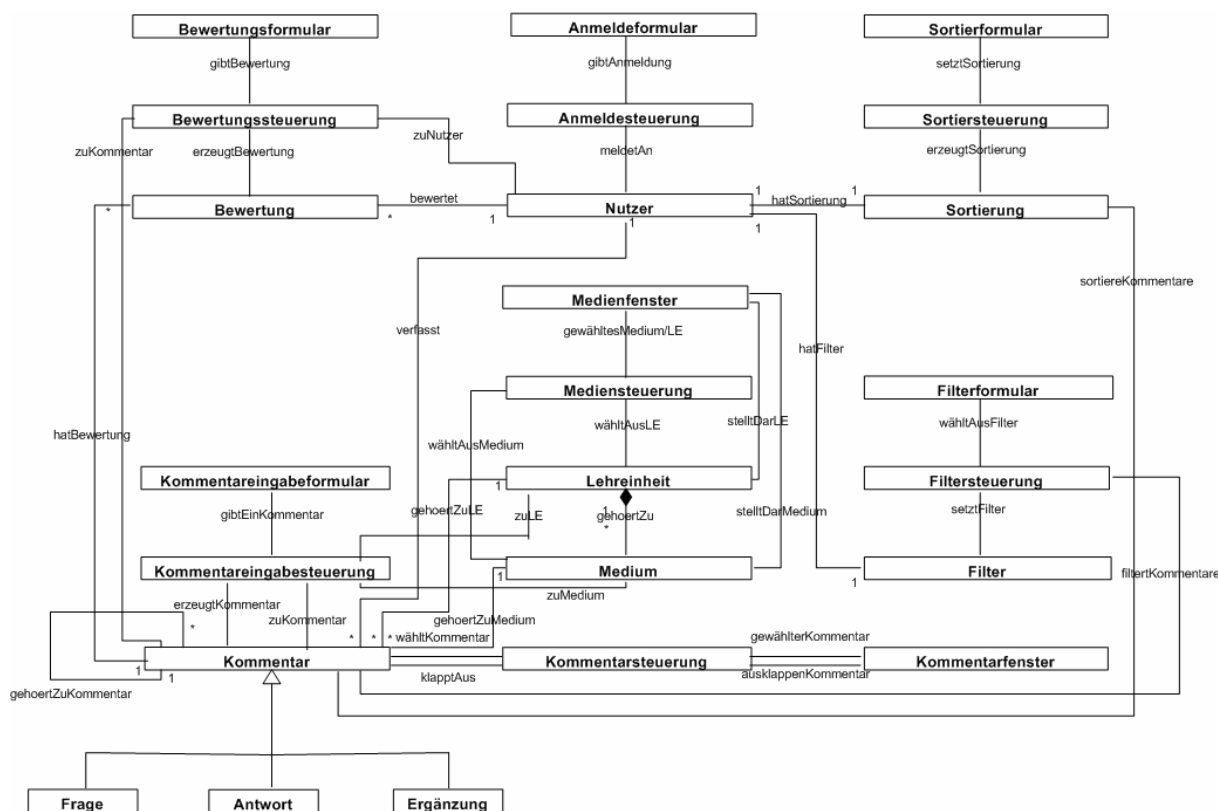 Bewertungsformular
Anmeldeformular
Sortierformular
gibtBewertung
gibtAnmeldung
setztSortierung
Bewertungssteuerung
Anmeldesteuerung
Sortiersteuerung
zuNutzer
zuKommentar
erzeugtBewertung
meldetAn
erzeugtSortierung
1
1
*
Bewertung
bewertet
Nutzer
hatSortierung
Sortierung
*
1
1
1
sortiereKommentare
Medienfenster
verfasst
gewähltesMedium/LE
hatFilter
Mediensteuerung
Filterformular
hatBewertung
wähltAusLE
stelltDarLE
wähltAusFilter
wähltAusMedium
Kommentareingabeformular
1
Lehreinheit
Filtersteuerung
gibtEinKommentar
gehoertZuLE
zuLE
1
gehoertZu
*
stelltDarMedium
setztFilter
Kommentareingabesteuerung
1
Medium
1
Filter
filtertKommentare
erzeugtKommentar
zuMedium
zuKommentar
gehoertZuMedium
*
*
*
*
wähltKommentar
gewählterKommentar
1
Kommentar
Kommentarsteuerung
Kommentarfenster
1
klapptAus
ausklappenKommentar
gehoertZuKommentar
Frage
Antwort
Ergänzung